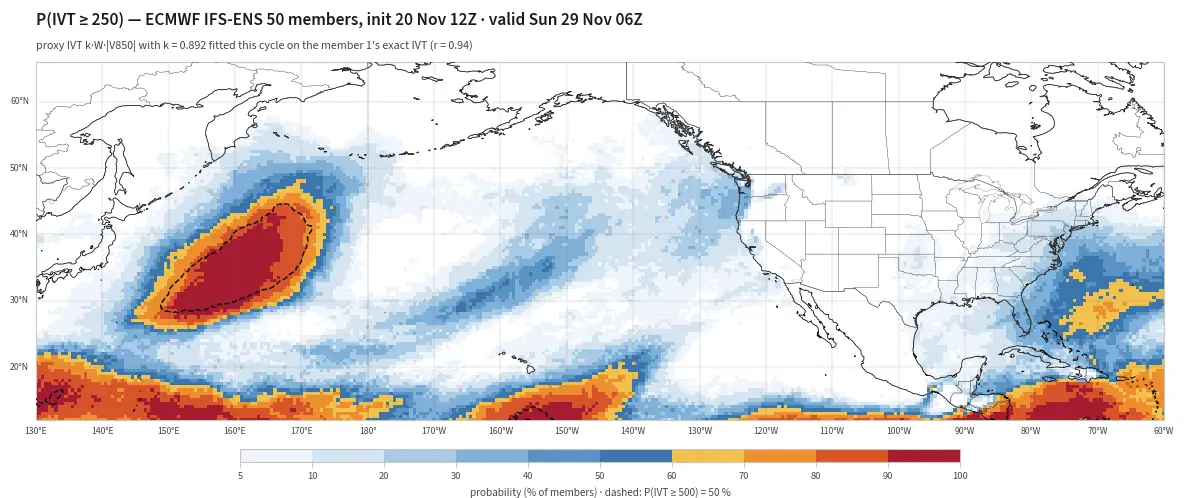 P(IVT ≥ 250) — ECMWF IFS-ENS 50 members, init 20 Nov 12Z · valid Sun 29 Nov 06Z
proxy IVT k·W·|V850| with k = 0.892 fitted this cycle on the member 1's exact IVT (r = 0.94)
60°N
50°N
40°N
30°N
20°N
130°E 140°E 150°E 160°E 170°E 180° 170°W 160°W 150°W 140°W 130°W 120°W 110°W 100°W 90°W 80°W 70°W 60°W
5 10 20 30 40 50 60 70 80 90 100
probability (% of members) · dashed: P(IVT ≥ 500) = 50 %